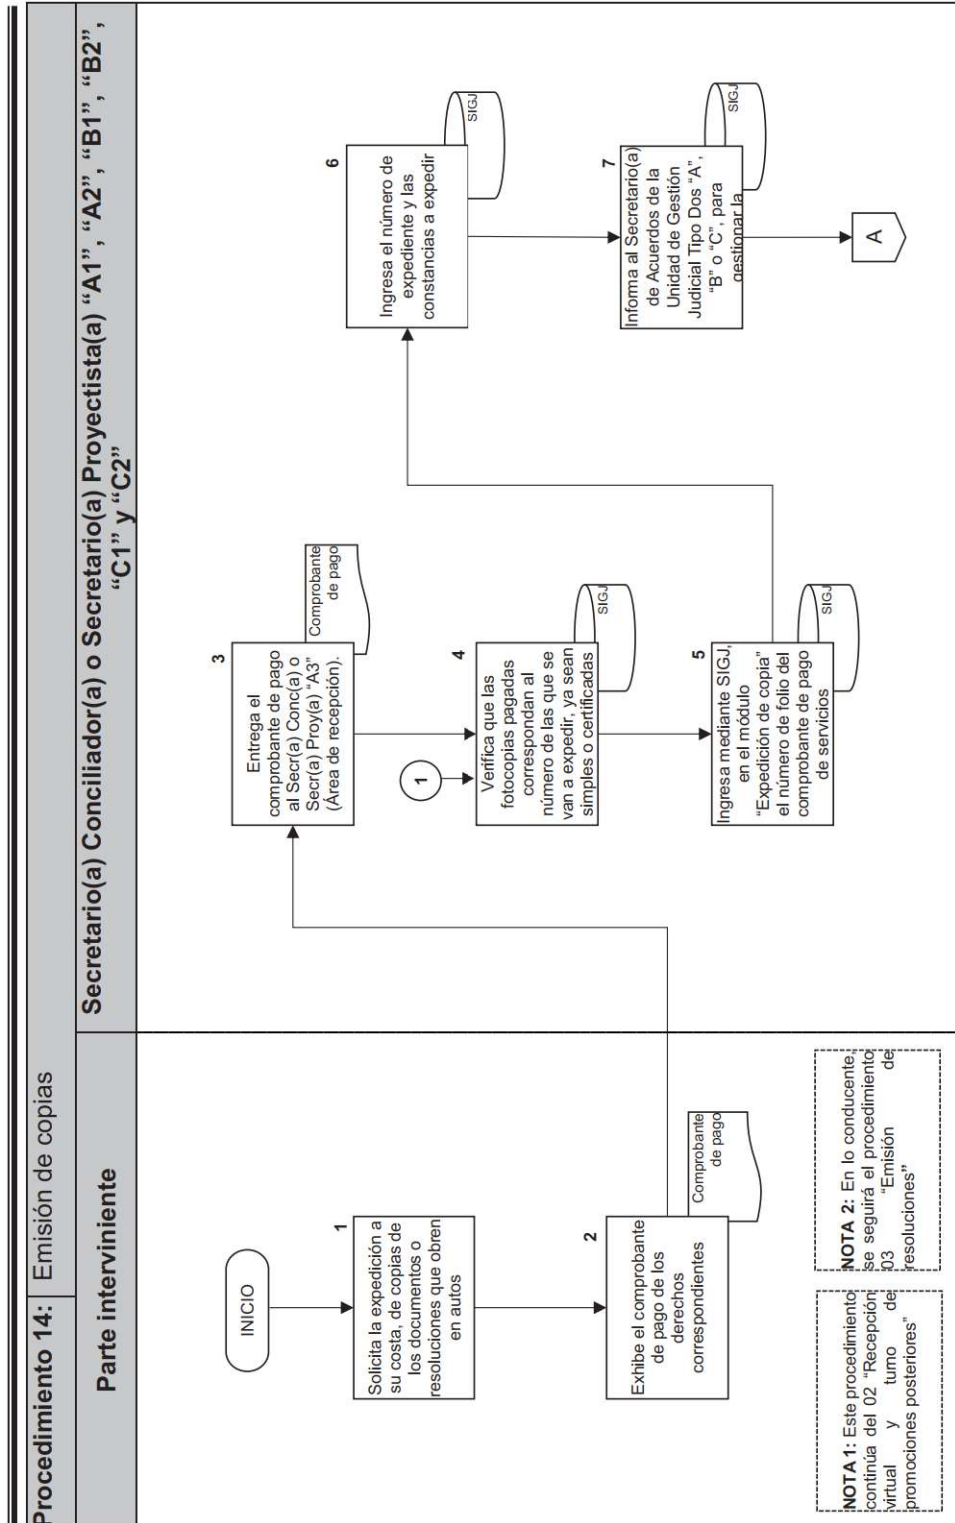 Procedimiento 14: Emisión de copias
Parte interviniente
Secretario(a) Conciliador(a) o Secretario(a) Proyectista(a) “A1”, “A2”, “B1”, “B2”,
“C1” y “C2”
INICIO
1
Solicita la expedición a
su costa, de copias de
los documentos o
resoluciones que obren
en autos
2
Exhibe el comprobante
de pago de los
derechos
correspondientes
Comprobante
de pago
NOTA 1: Este procedimiento
continúa del 02 “Recepción
virtual y turno de
promociones posteriores”
NOTA 2: En lo conducente,
se seguirá el procedimiento
03 “Emisión de
resoluciones”
3
Entrega el
comprobante de pago
al Secr(a) Conc(a) o
Secr(a) Proy(a) “A3”
(Área de recepción).
Comprobante
de pago
1
4
Verifica que las
fotocopias pagadas
correspondan al
número de las que se
van a expedir, ya sean
simples o certificadas
SIGJ
5
Ingresa mediante SIGJ,
en el módulo
“Expedición de copia”
el número de folio del
comprobante de pago
de servicios
SIGJ
6
Ingresa el número de
expediente y las
constancias a expedir
SIGJ
7
Informa al Secretario(a)
de Acuerdos de la
Unidad de Gestión
Judicial Tipo Dos “A”,
“B” o “C”, para
gestionar la
SIGJ
A